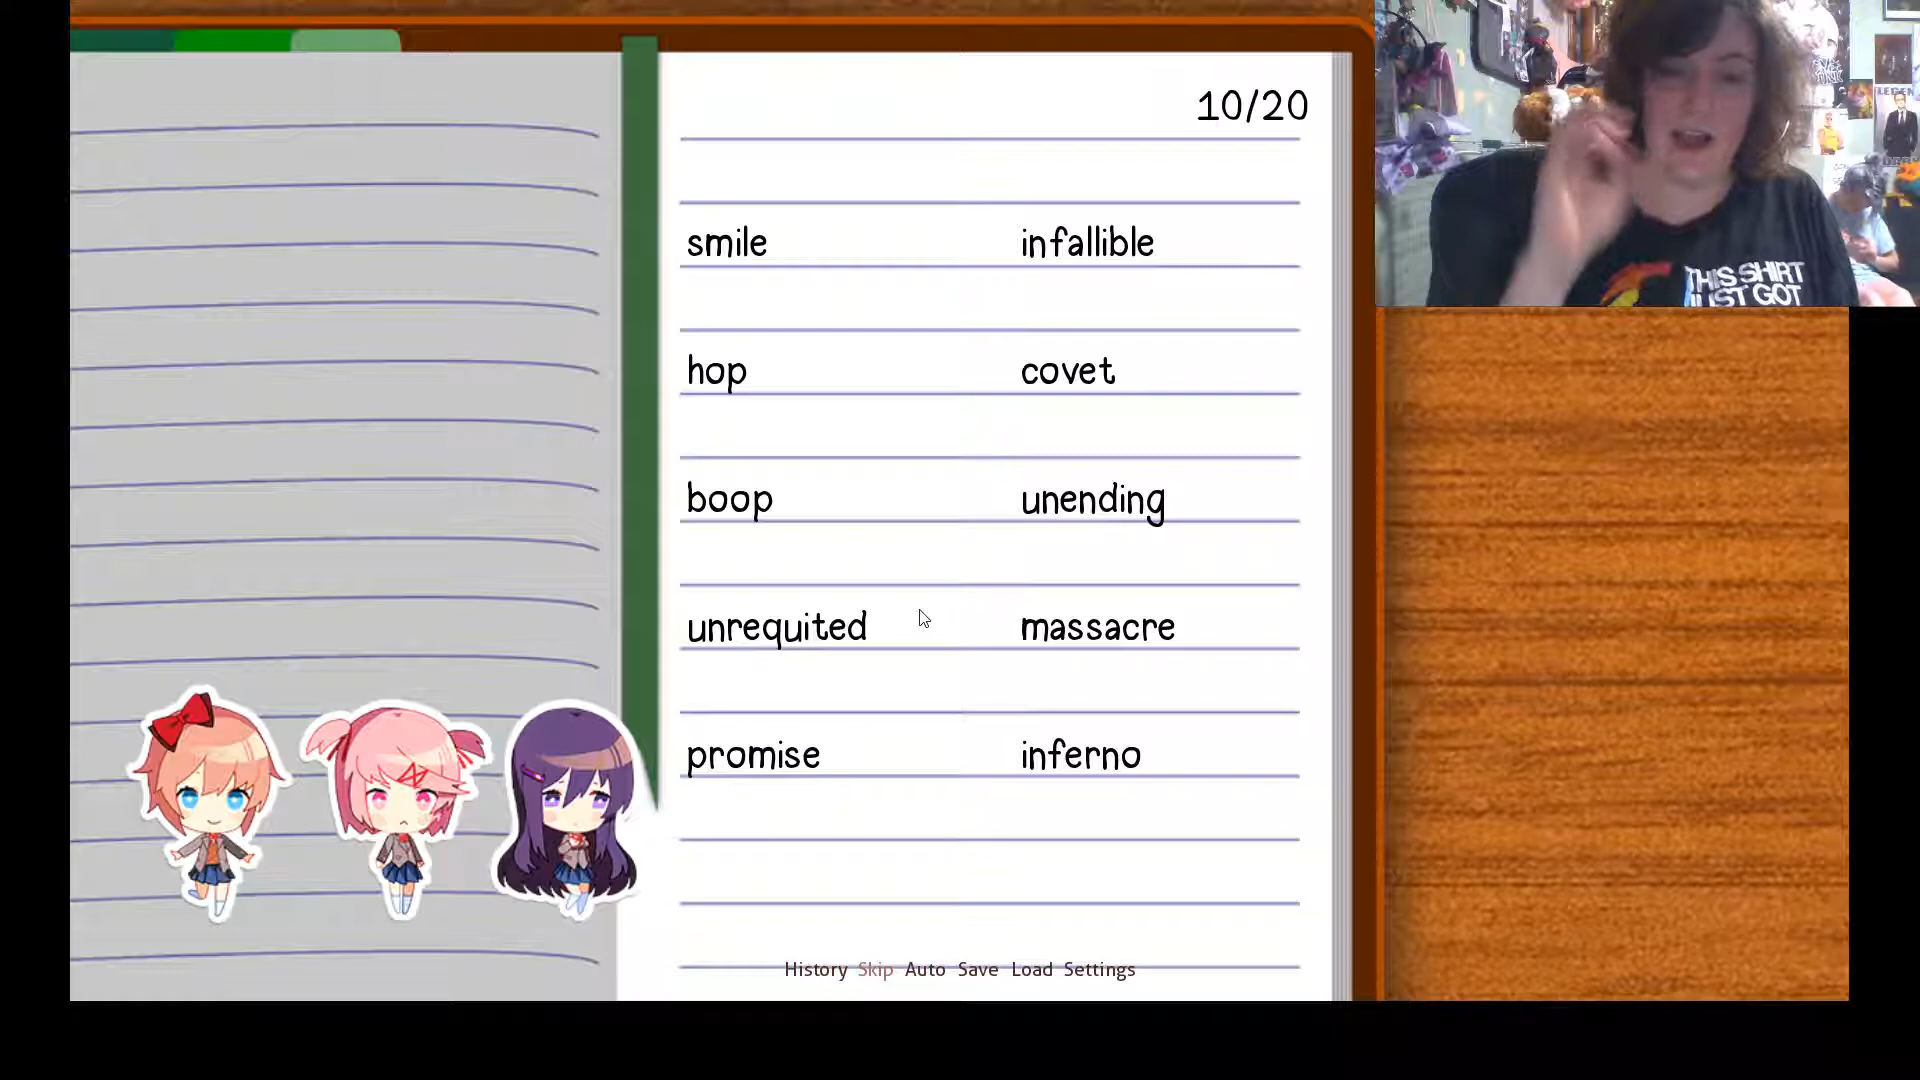 10/20
smile infallible
hop covet
boop unending
unrequited massacre
promise inferno
History Skip Auto Save Load Settings
THIS SHIRT
JUST GOT
LEGEN